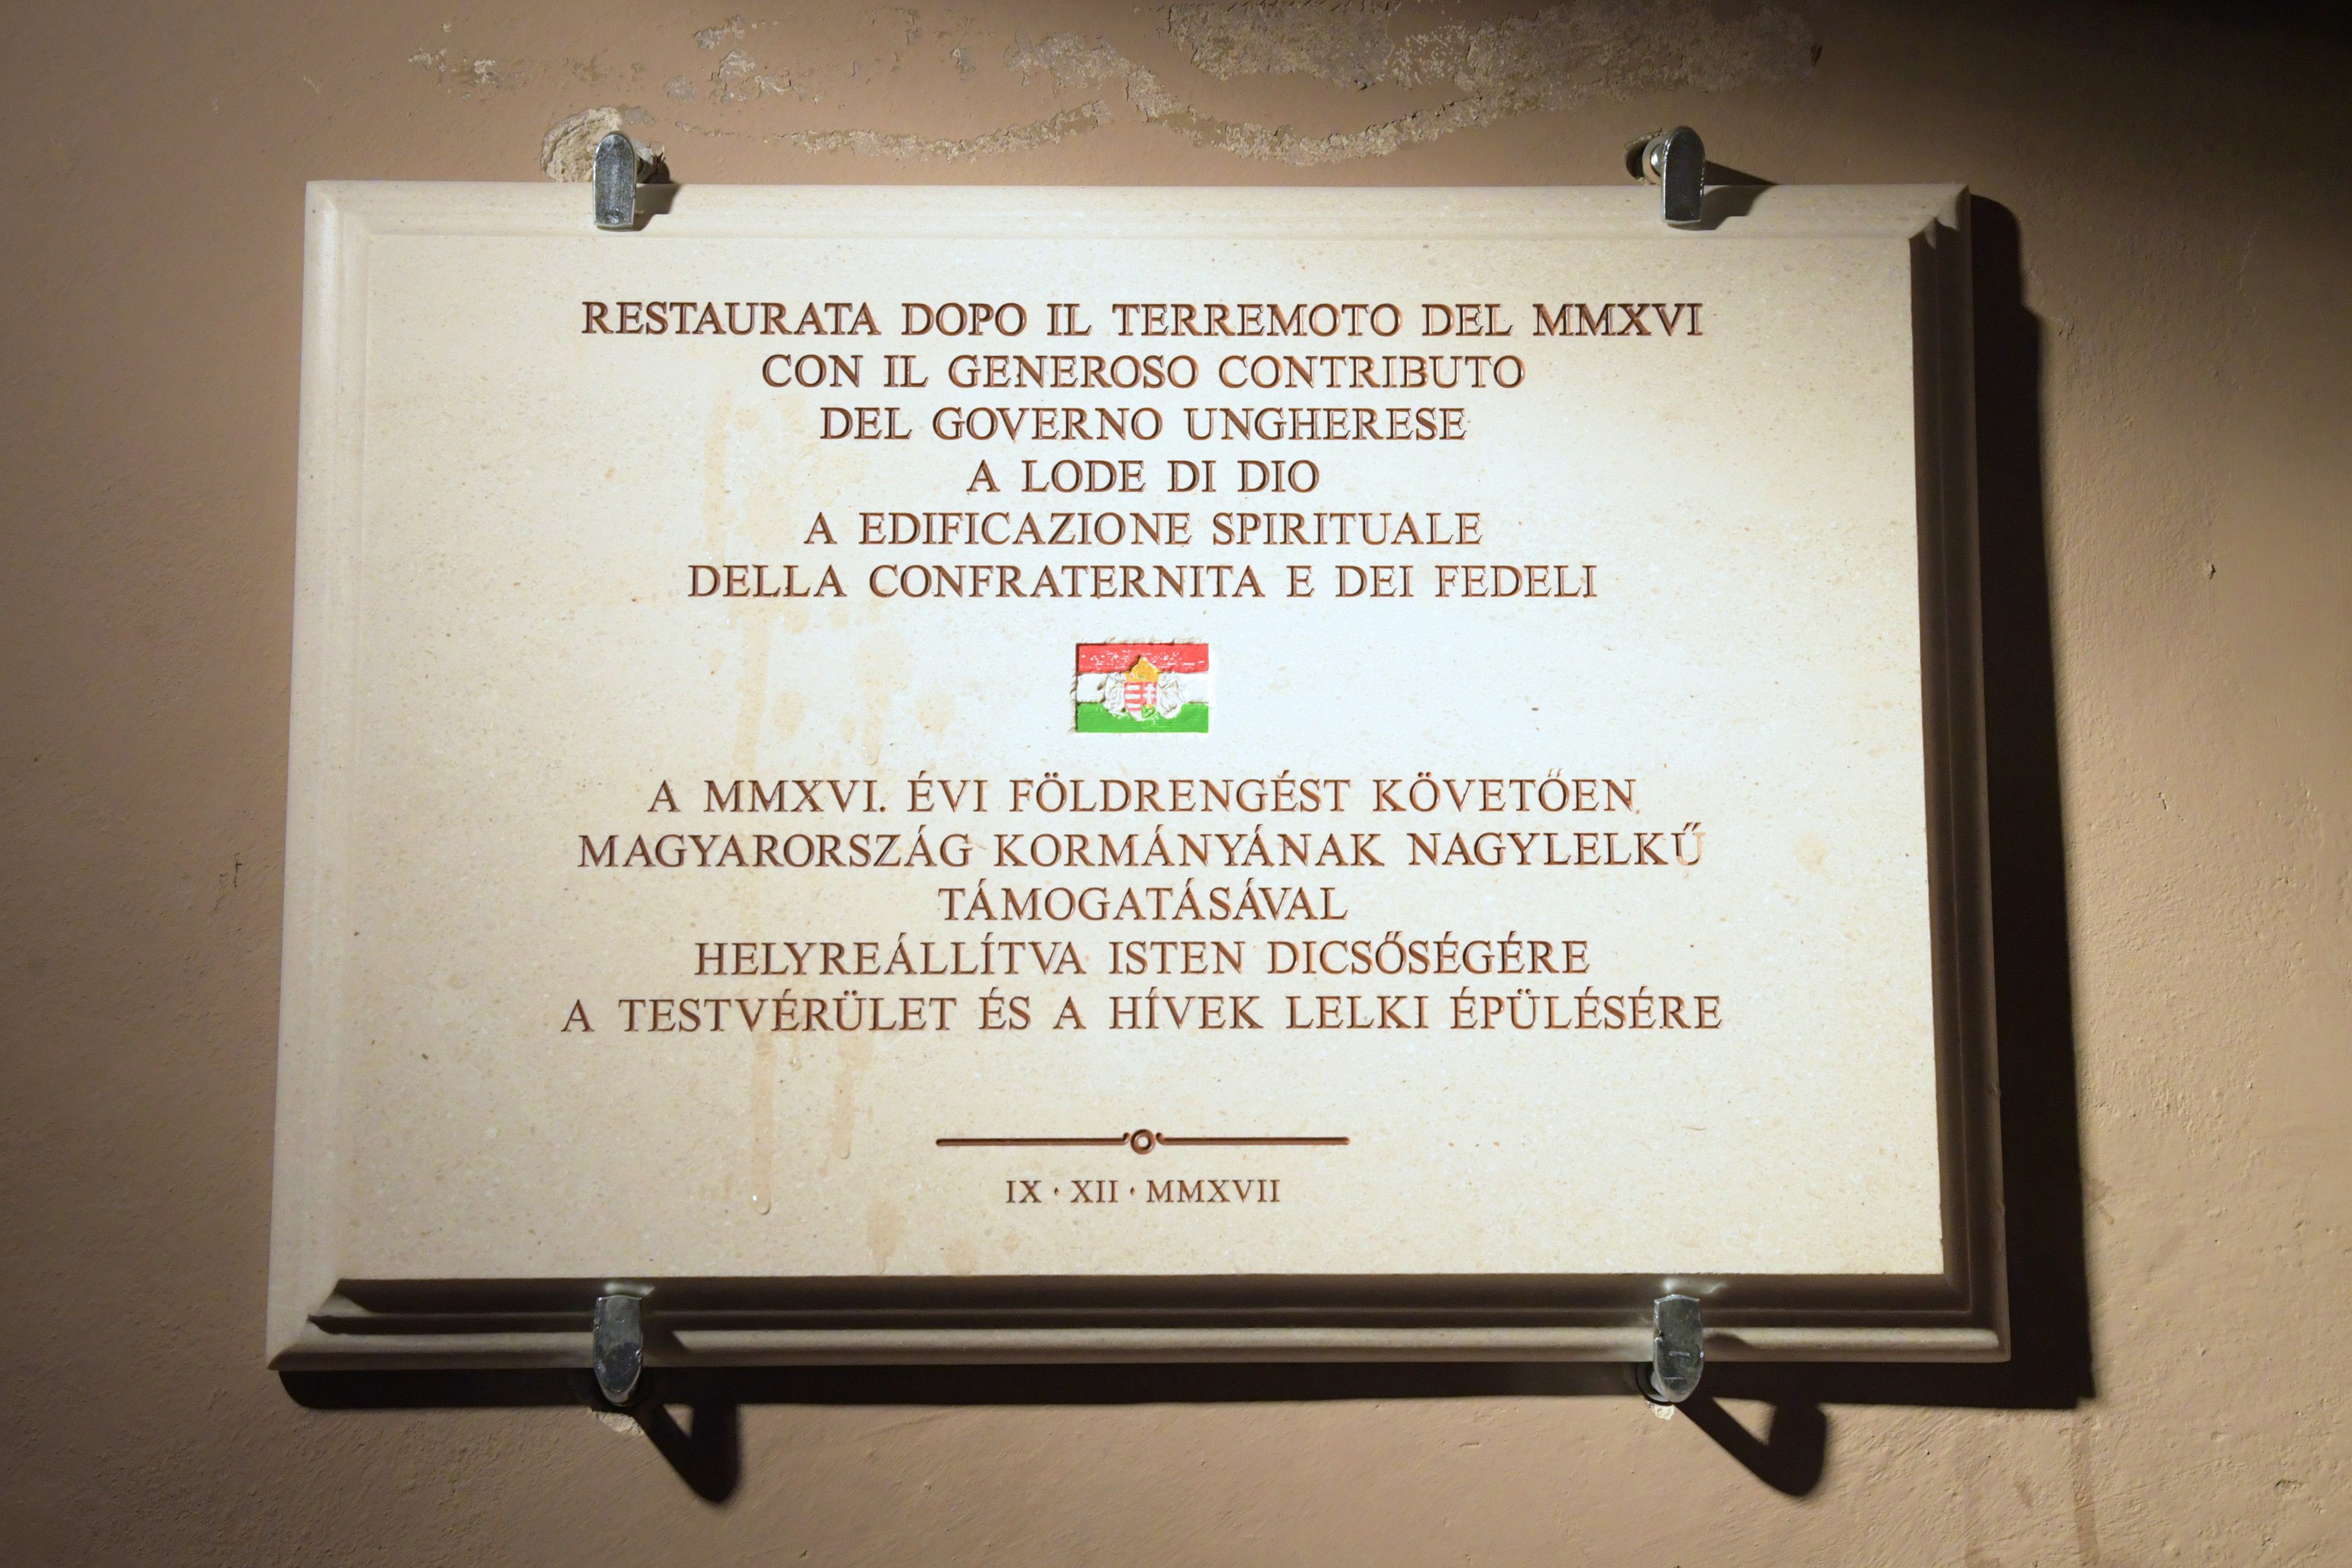 RESTAURATA DOPO IL TERREMOTO DEL MMXVI
CON IL GENEROSO CONTRIBUTO
DEL GOVERNO UNGHERESE
A LODE DI DIO
A EDIFICAZIONE SPIRITUALE
DELLA CONFRATERNITA E DEI FEDELI
A MMXVI. ÉVI FÖLDRENGÉST KÖVETŐEN
MAGYARORSZÁG KORMÁNYÁNAK NAGYLELKŰ
TÁMOGATÁSÁVAL
HELYREÁLLÍTVA ISTEN DICSŐSÉGÉRE
A TESTVÉRÜLET ÉS A HÍVEK LELKI ÉPÜLÉSÉRE
IX · XII · MMXVII